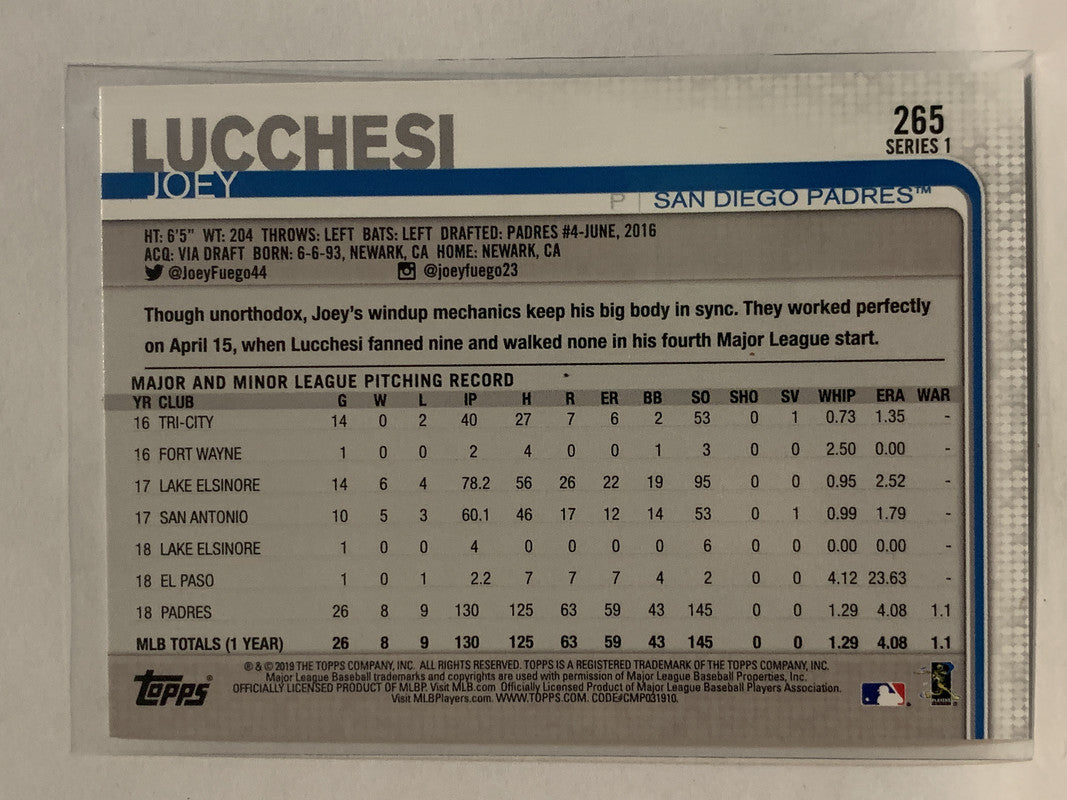 LUCCHESI
JOEY
265
SERIES 1
P | SAN DIEGO PADRES™
HT: 6'5" WT: 204 THROWS: LEFT BATS: LEFT DRAFTED: PADRES #4-JUNE, 2016
ACQ: VIA DRAFT BORN: 6-6-93, NEWARK, CA HOME: NEWARK, CA
@JoeyFuego44 @joeyfuego23
Though unorthodox, Joey's windup mechanics keep his big body in sync. They worked perfectly
on April 15, when Lucchesi fanned nine and walked none in his fourth Major League start.
MAJOR AND MINOR LEAGUE PITCHING RECORD
YR CLUB G W L IP H R ER BB SO SHO SV WHIP ERA WAR
16 TRI-CITY 14 0 2 40 27 7 6 2 53 0 1 0.73 1.35 -
16 FORT WAYNE 1 0 0 2 4 0 0 1 3 0 0 2.50 0.00 -
17 LAKE ELSINORE 14 6 4 78.2 56 26 22 19 95 0 0 0.95 2.52 -
17 SAN ANTONIO 10 5 3 60.1 46 17 12 14 53 0 1 0.99 1.79 -
18 LAKE ELSINORE 1 0 0 4 0 0 0 0 6 0 0 0.00 0.00 -
18 EL PASO 1 0 1 2.2 7 7 7 4 2 0 0 4.12 23.63 -
18 PADRES 26 8 9 130 125 63 59 43 145 0 0 1.29 4.08 1.1
MLB TOTALS (1 YEAR) 26 8 9 130 125 63 59 43 145 0 0 1.29 4.08 1.1
topps®
® & © 2019 THE TOPPS COMPANY, INC. ALL RIGHTS RESERVED. TOPPS IS A REGISTERED TRADEMARK OF THE TOPPS COMPANY, INC.
Major League Baseball trademarks and copyrights are used with permission of Major League Baseball Properties, Inc.
OFFICIALLY LICENSED PRODUCT OF MLBP. Visit MLB.com Officially Licensed Product of Major League Baseball Players Association.
Visit MLBPlayers.com. WWW.TOPPS.COM. CODE#CMP031910.
PLAYERS